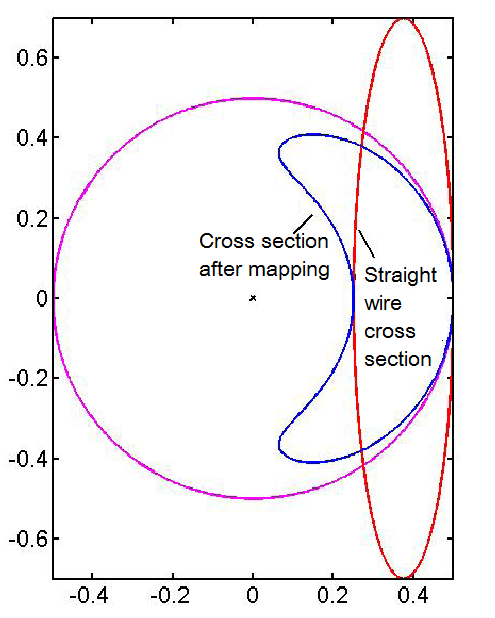 0.6
0.4
0.2
0
-0.2
-0.4
-0.6
Cross section
after mapping
Straight
wire
cross
section
-0.4 -0.2 0 0.2 0.4